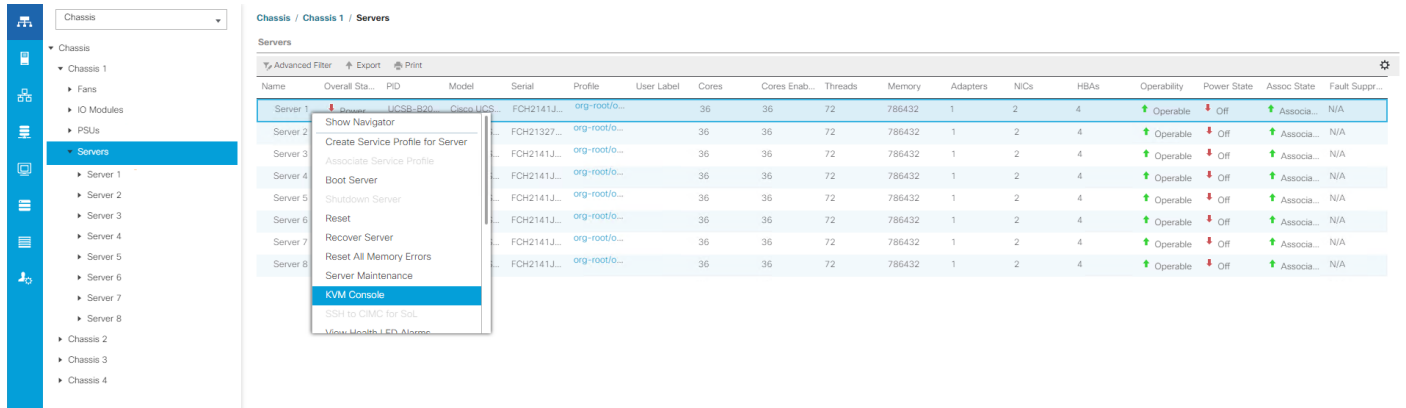 Chassis
Chassis
Chassis 1
Fans
IO Modules
PSUs
Servers
Server 1
Server 2
Server 3
Server 4
Server 5
Server 6
Server 7
Server 8
Chassis 2
Chassis 3
Chassis 4
Chassis / Chassis 1 / Servers
Servers
Advanced Filter Export Print
Name Overall Sta... PID Model Serial Profile User Label Cores Cores Enab... Threads Memory Adapters NICs HBAs Operability Power State Assoc State Fault Suppr...
Server 1 Power UCSB-B20... Cisco UCS... FCH2141J... org-root/o... 36 36 72 786432 1 2 4 Operable Off Associa... N/A
Server 2 FCH21327... org-root/o... 36 36 72 786432 1 2 4 Operable Off Associa... N/A
Server 3 FCH2141J... org-root/o... 36 36 72 786432 1 2 4 Operable Off Associa... N/A
Server 4 FCH2141J... org-root/o... 36 36 72 786432 1 2 4 Operable Off Associa... N/A
Server 5 FCH2141J... org-root/o... 36 36 72 786432 1 2 4 Operable Off Associa... N/A
Server 6 FCH2141J... org-root/o... 36 36 72 786432 1 2 4 Operable Off Associa... N/A
Server 7 FCH2141J... org-root/o... 36 36 72 786432 1 2 4 Operable Off Associa... N/A
Server 8 FCH2141J... org-root/o... 36 36 72 786432 1 2 4 Operable Off Associa... N/A
Show Navigator
Create Service Profile for Server
Associate Service Profile
Boot Server
Shutdown Server
Reset
Recover Server
Reset All Memory Errors
Server Maintenance
KVM Console
SSH to CIMC for SoL
View Health LED Alarms